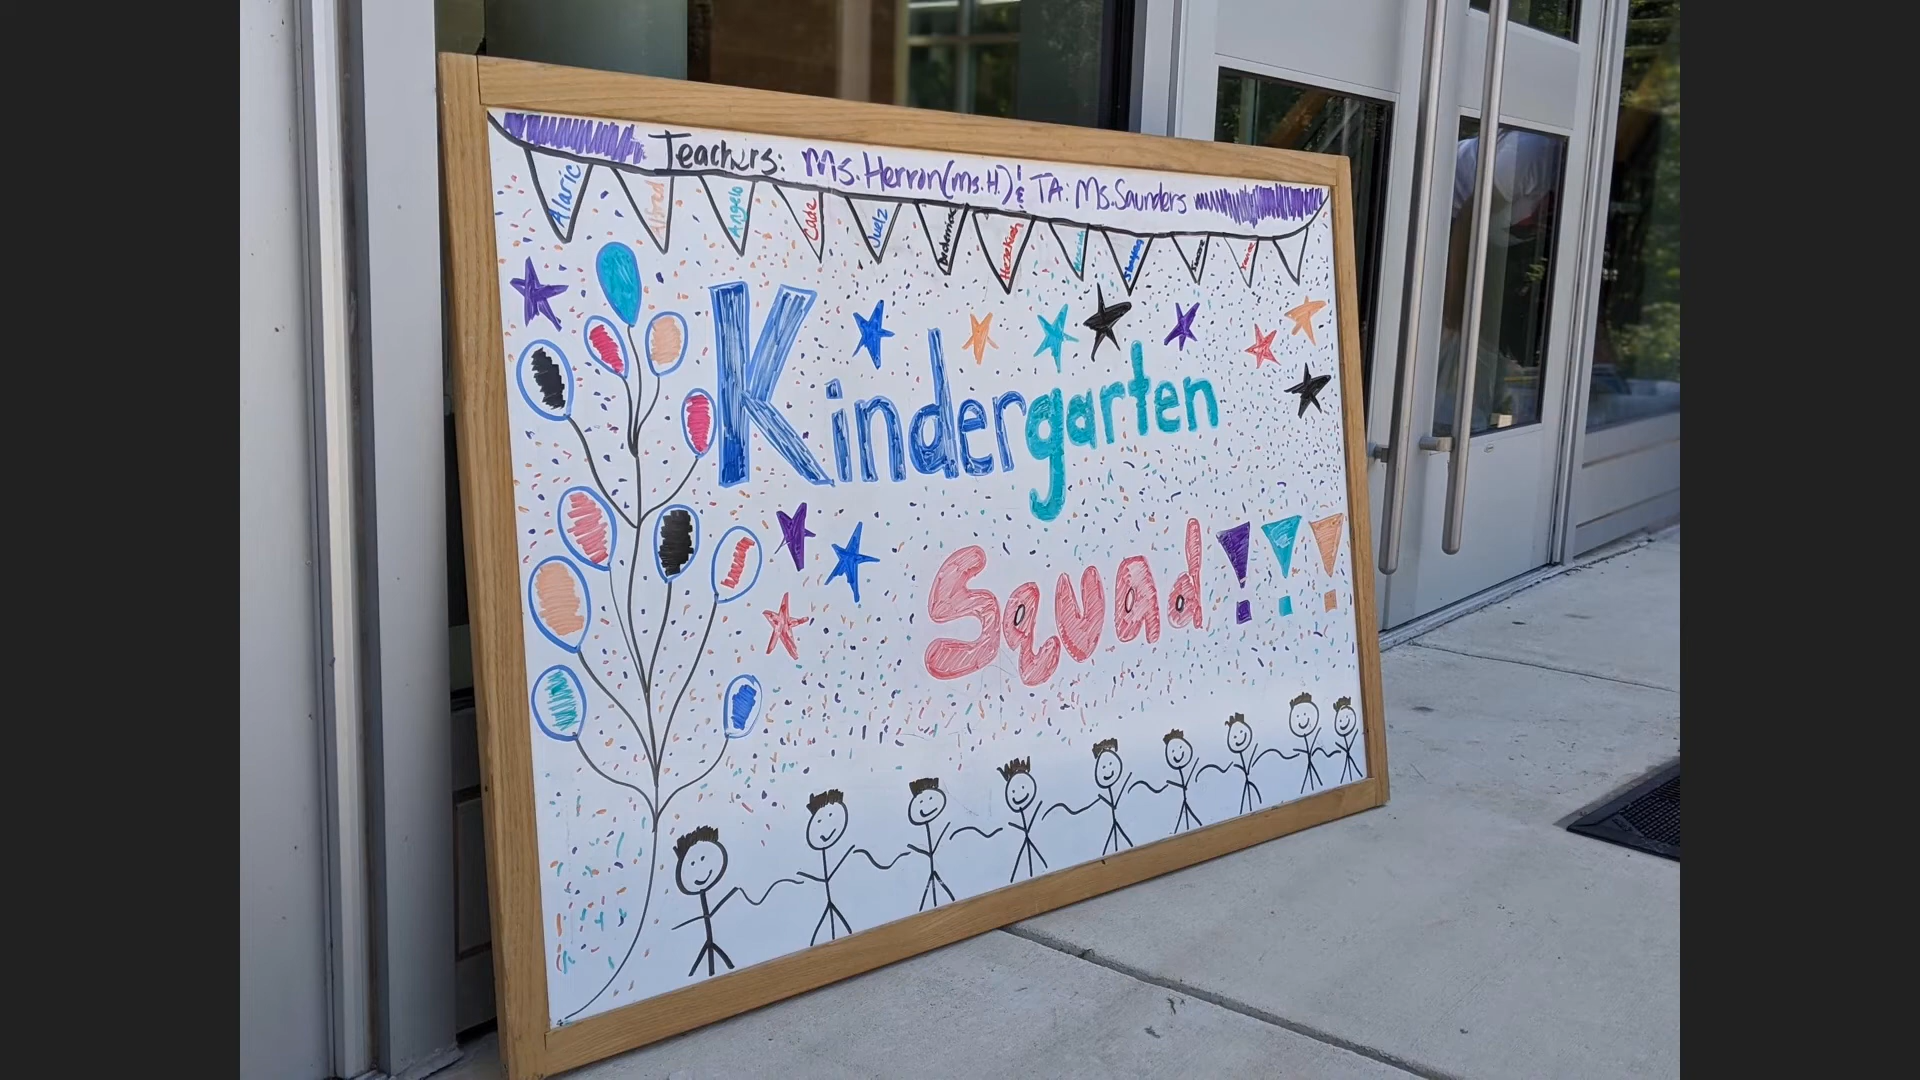 Teachers: Ms. Herron (Ms. H.) & TA: Ms. Saunders
Alaric
Alfred
Angelo
Cade
Juelz
Hezekiah
Kindergarten
Squad!!!